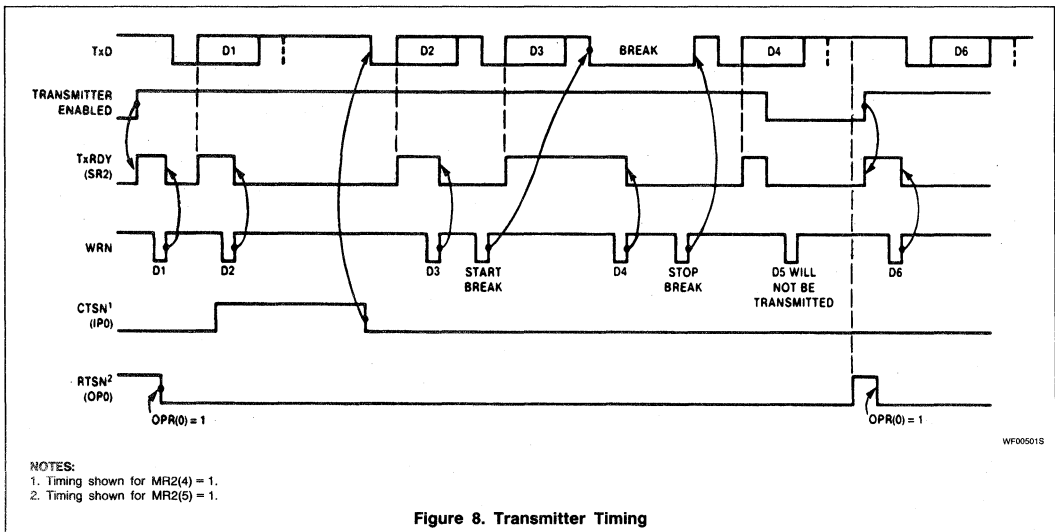 TxD
D1
D2
D3
BREAK
D4
D6
TRANSMITTER
ENABLED
TxRDY
(SR2)
WRN
D1
D2
D3
START
BREAK
D4
STOP
BREAK
D5 WILL
NOT BE
TRANSMITTED
D6
CTSN1
(IP0)
RTSN2
(OP0)
OPR(0) = 1
OPR(0) = 1
WF00501S
NOTES:
1. Timing shown for MR2(4) = 1.
2. Timing shown for MR2(5) = 1.
Figure 8. Transmitter Timing